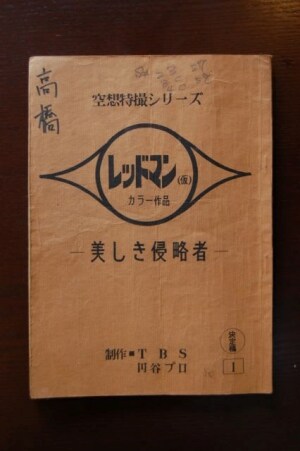 高橋
空想特撮シリーズ
レッドマン(仮)
カラー作品
─美しき侵略者─
制作■TBS
円谷プロ
決定稿
1